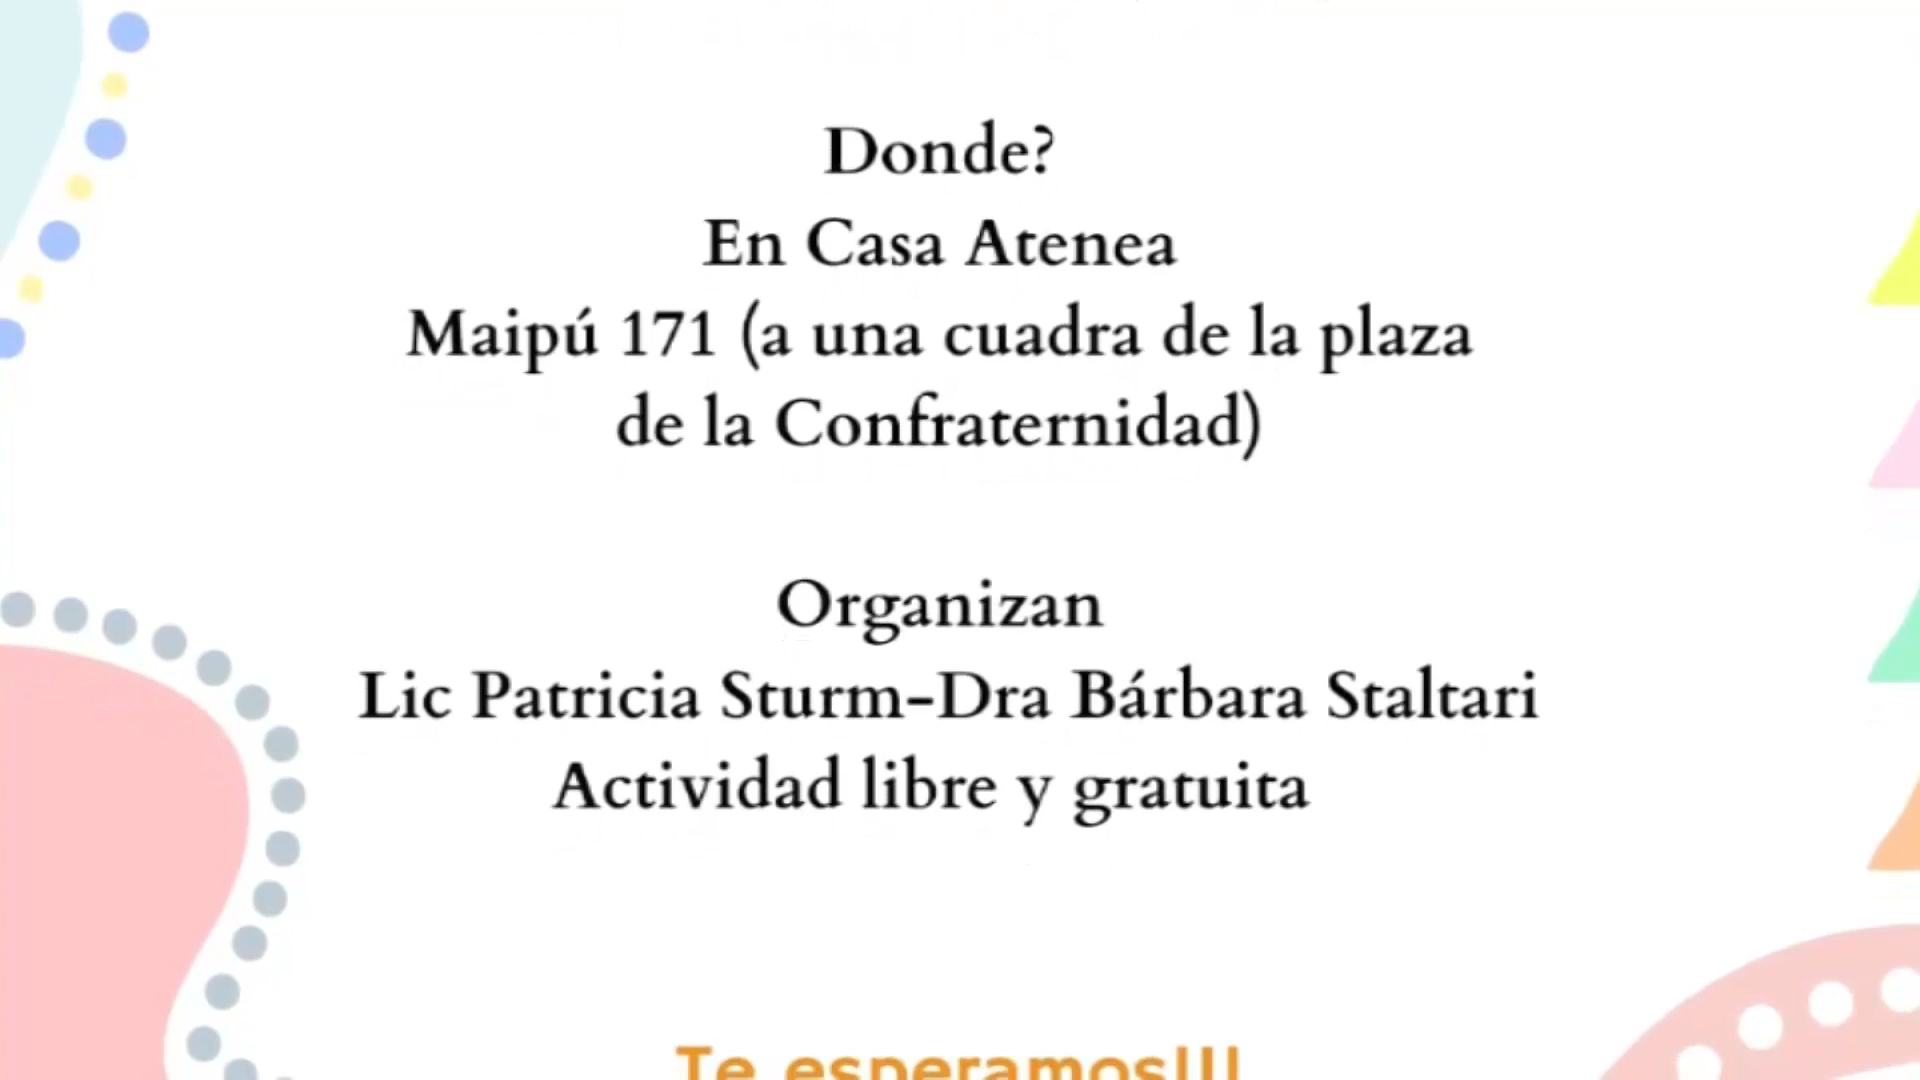 Donde?
En Casa Atenea
Maipú 171 (a una cuadra de la plaza
de la Confraternidad)
Organizan
Lic Patricia Sturm-Dra Bárbara Staltari
Actividad libre y gratuita
Te esperamos!!!